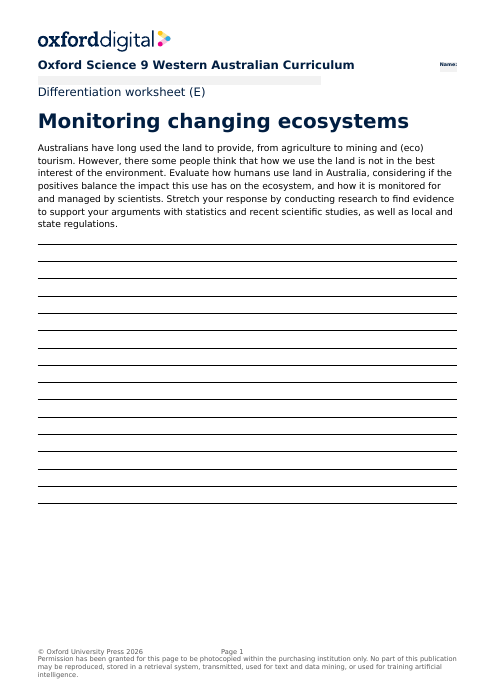 oxforddigital
Oxford Science 9 Western Australian Curriculum
Name:
Differentiation worksheet (E)
Monitoring changing ecosystems
Australians have long used the land to provide, from agriculture to mining and (eco)
tourism. However, there some people think that how we use the land is not in the best
interest of the environment. Evaluate how humans use land in Australia, considering if the
positives balance the impact this use has on the ecosystem, and how it is monitored for
and managed by scientists. Stretch your response by conducting research to find evidence
to support your arguments with statistics and recent scientific studies, as well as local and
state regulations.
© Oxford University Press 2026 Page 1
Permission has been granted for this page to be photocopied within the purchasing institution only. No part of this publication
may be reproduced, stored in a retrieval system, transmitted, used for text and data mining, or used for training artificial
intelligence.